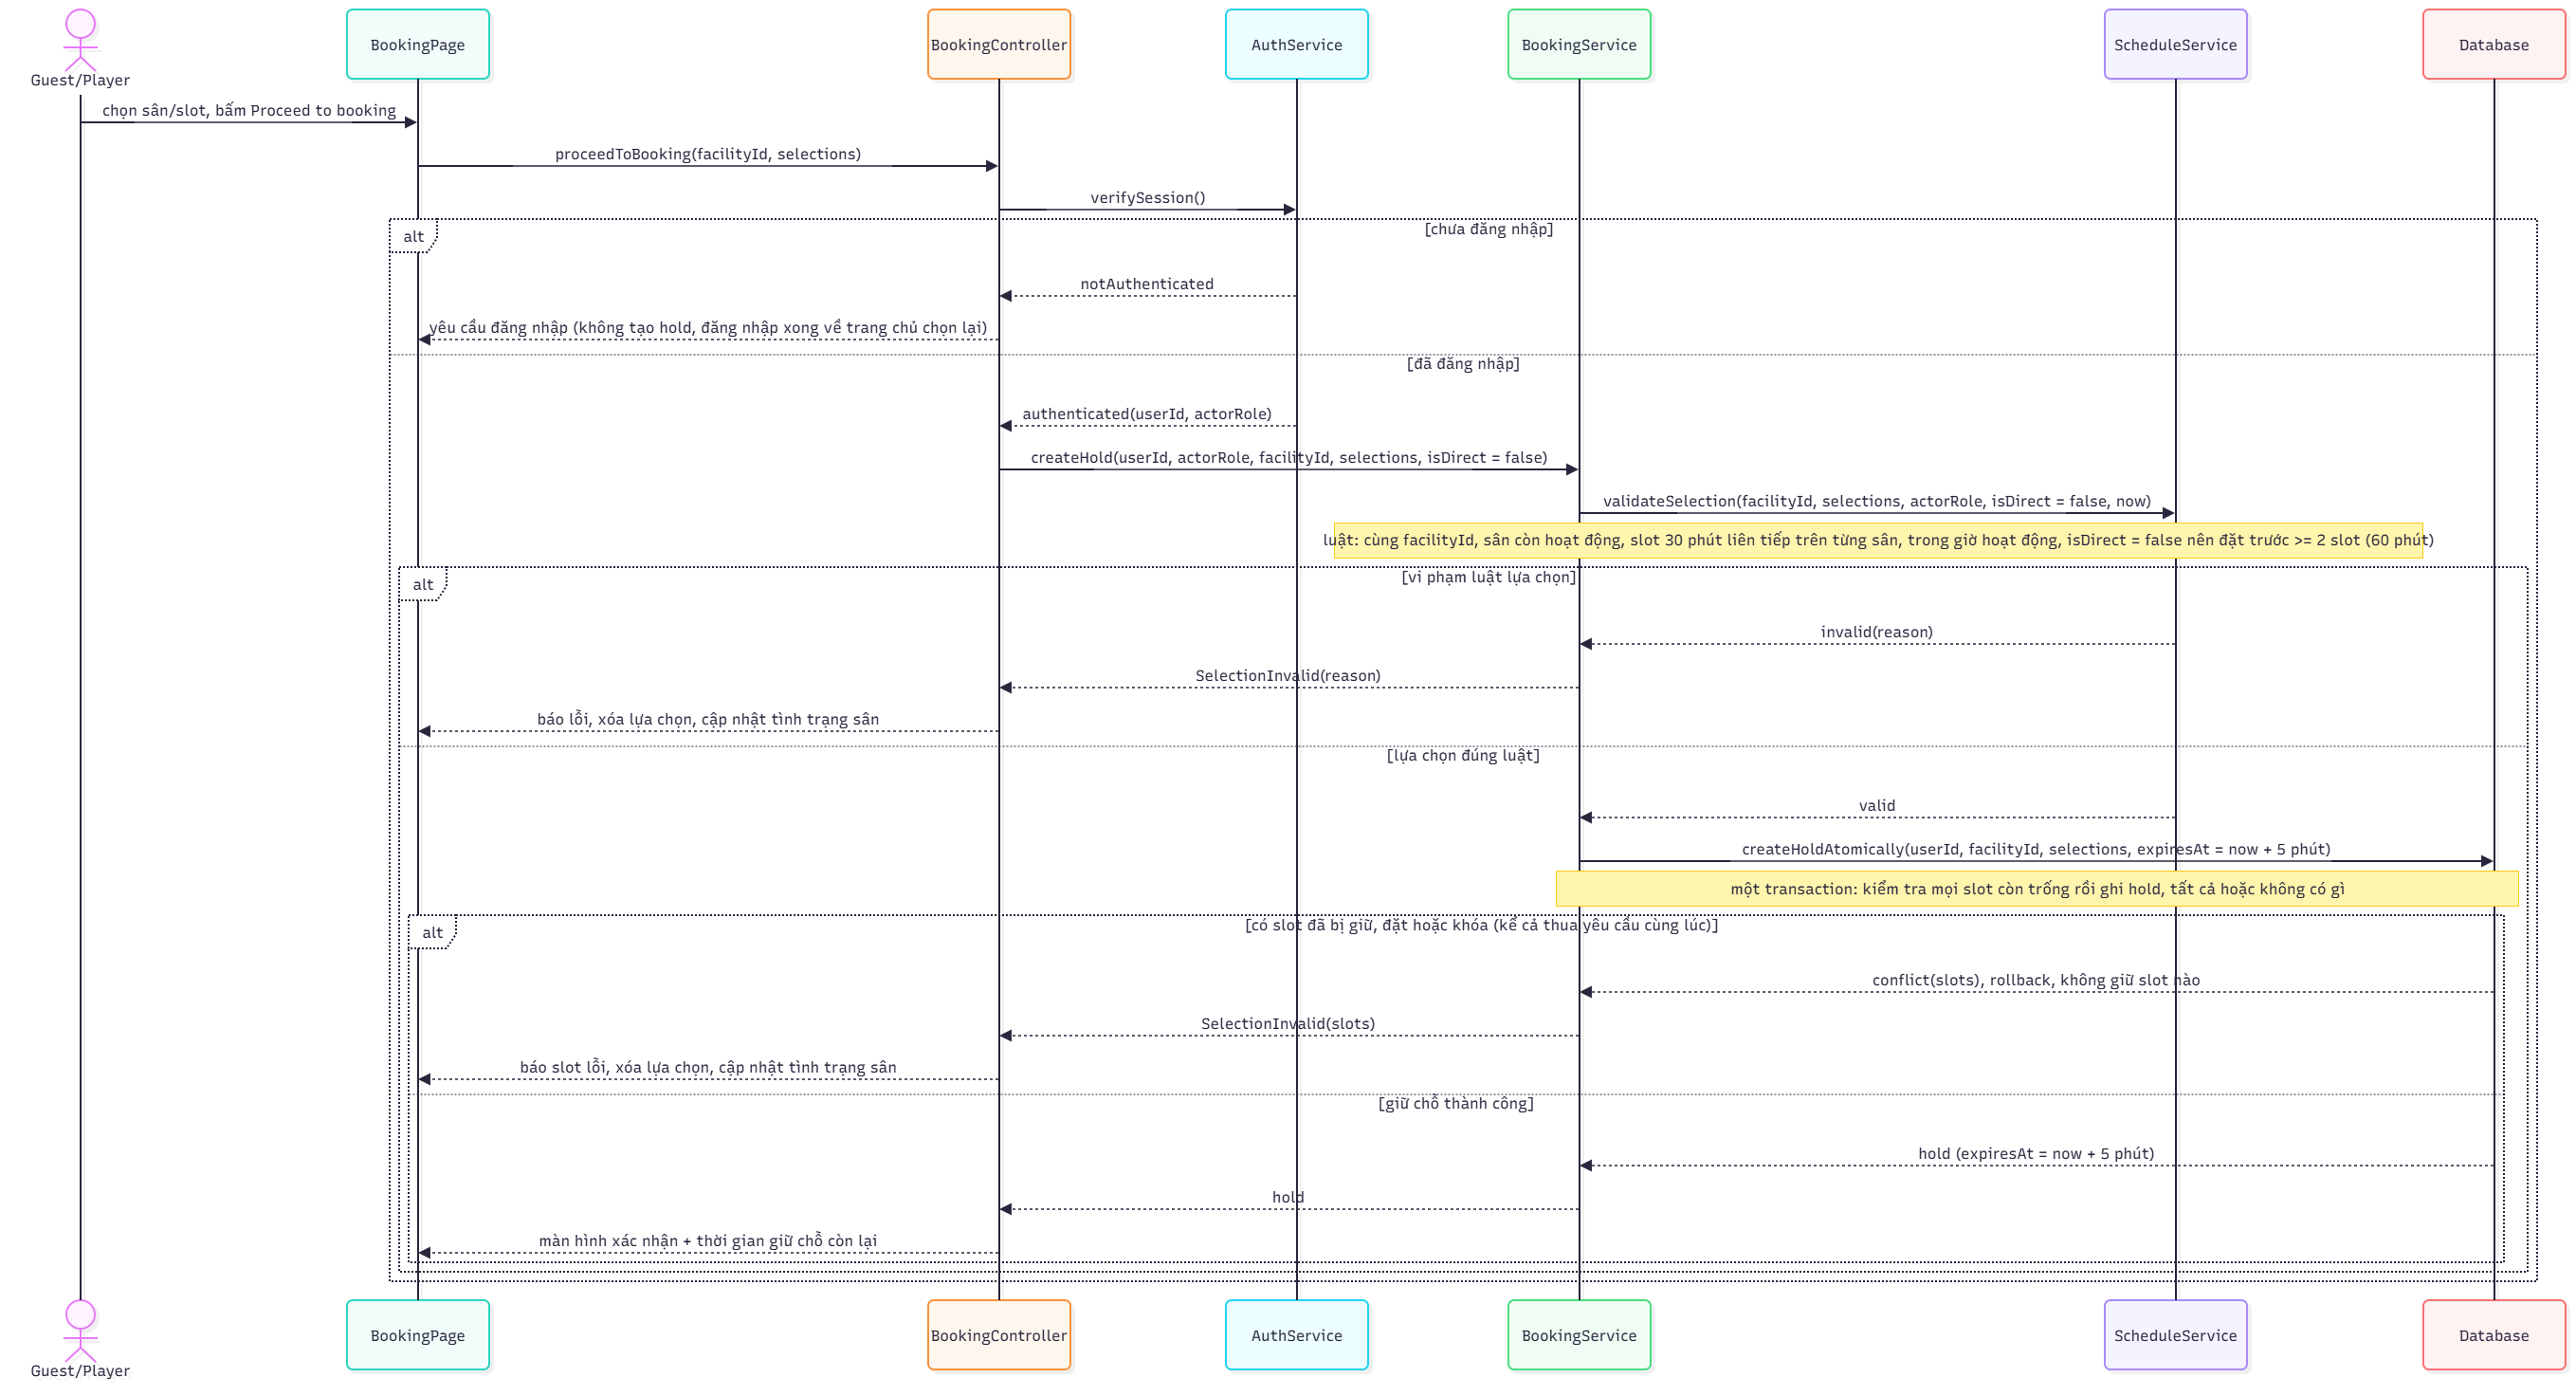 Guest/Player
BookingPage
BookingController
AuthService
BookingService
ScheduleService
Database
chọn sân/slot, bấm Proceed to booking
proceedToBooking(facilityId, selections)
verifySession()
alt
[chưa đăng nhập]
notAuthenticated
yêu cầu đăng nhập (không tạo hold, đăng nhập xong về trang chủ chọn lại)
[đã đăng nhập]
authenticated(userId, actorRole)
createHold(userId, actorRole, facilityId, selections, isDirect = false)
validateSelection(facilityId, selections, actorRole, isDirect = false, now)
luật: cùng facilityId, sân còn hoạt động, slot 30 phút liên tiếp trên từng sân, trong giờ hoạt động, isDirect = false nên đặt trước >= 2 slot (60 phút)
alt
[vi phạm luật lựa chọn]
invalid(reason)
SelectionInvalid(reason)
báo lỗi, xóa lựa chọn, cập nhật tình trạng sân
[lựa chọn đúng luật]
valid
createHoldAtomically(userId, facilityId, selections, expiresAt = now + 5 phút)
một transaction: kiểm tra mọi slot còn trống rồi ghi hold, tất cả hoặc không có gì
alt
[có slot đã bị giữ, đặt hoặc khóa (kể cả thua yêu cầu cùng lúc)]
conflict(slots), rollback, không giữ slot nào
SelectionInvalid(slots)
báo slot lỗi, xóa lựa chọn, cập nhật tình trạng sân
[giữ chỗ thành công]
hold (expiresAt = now + 5 phút)
hold
màn hình xác nhận + thời gian giữ chỗ còn lại
Guest/Player
BookingPage
BookingController
AuthService
BookingService
ScheduleService
Database